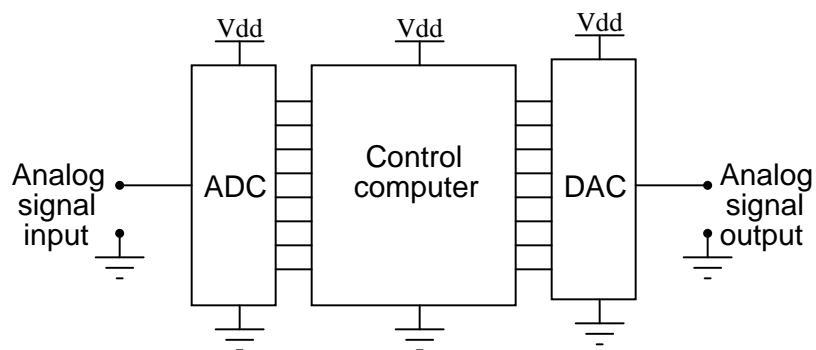 Vdd
Vdd
Vdd
Analog
signal
input
ADC
Control
computer
DAC
Analog
signal
output